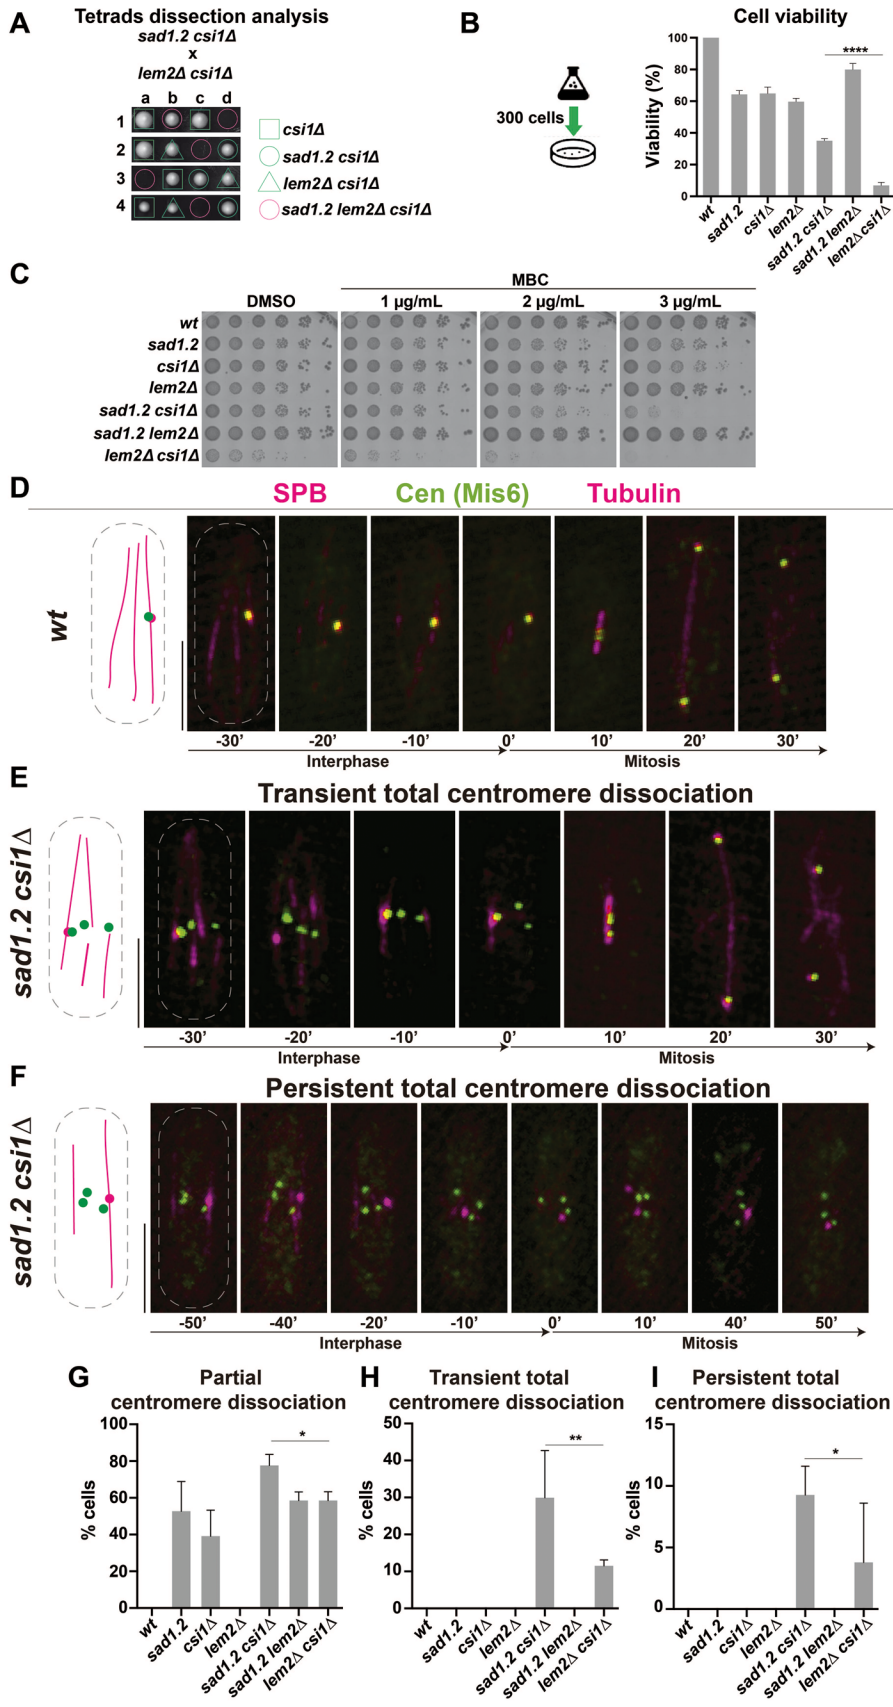 A
Tetrads dissection analysis
sad1.2 csi1Δ
x
lem2Δ csi1Δ
a b c d
1
2
3
4
csi1Δ
sad1.2 csi1Δ
lem2Δ csi1Δ
sad1.2 lem2Δ csi1Δ
B
Cell viability
300 cells
Viability (%)
100
80
60
40
20
0
****
wt
sad1.2
csi1Δ
lem2Δ
sad1.2 csi1Δ
sad1.2 lem2Δ
lem2Δ csi1Δ
C
MBC
DMSO 1 µg/mL 2 µg/mL 3 µg/mL
wt
sad1.2
csi1Δ
lem2Δ
sad1.2 csi1Δ
sad1.2 lem2Δ
lem2Δ csi1Δ
D
SPB Cen (Mis6) Tubulin
wt
-30' -20' -10' 0' 10' 20' 30'
Interphase Mitosis
E
Transient total centromere dissociation
sad1.2 csi1Δ
-30' -20' -10' 0' 10' 20' 30'
Interphase Mitosis
F
Persistent total centromere dissociation
sad1.2 csi1Δ
-50' -40' -20' -10' 0' 10' 40' 50'
Interphase Mitosis
G
Partial
centromere dissociation
% cells
100
80
60
40
20
0
*
wt
sad1.2
csi1Δ
lem2Δ
sad1.2 csi1Δ
sad1.2 lem2Δ
lem2Δ csi1Δ
H
Transient total
centromere dissociation
% cells
50
40
30
20
10
0
**
wt
sad1.2
csi1Δ
lem2Δ
sad1.2 csi1Δ
sad1.2 lem2Δ
lem2Δ csi1Δ
I
Persistent total
centromere dissociation
% cells
15
10
5
0
*
wt
sad1.2
csi1Δ
lem2Δ
sad1.2 csi1Δ
sad1.2 lem2Δ
lem2Δ csi1Δ